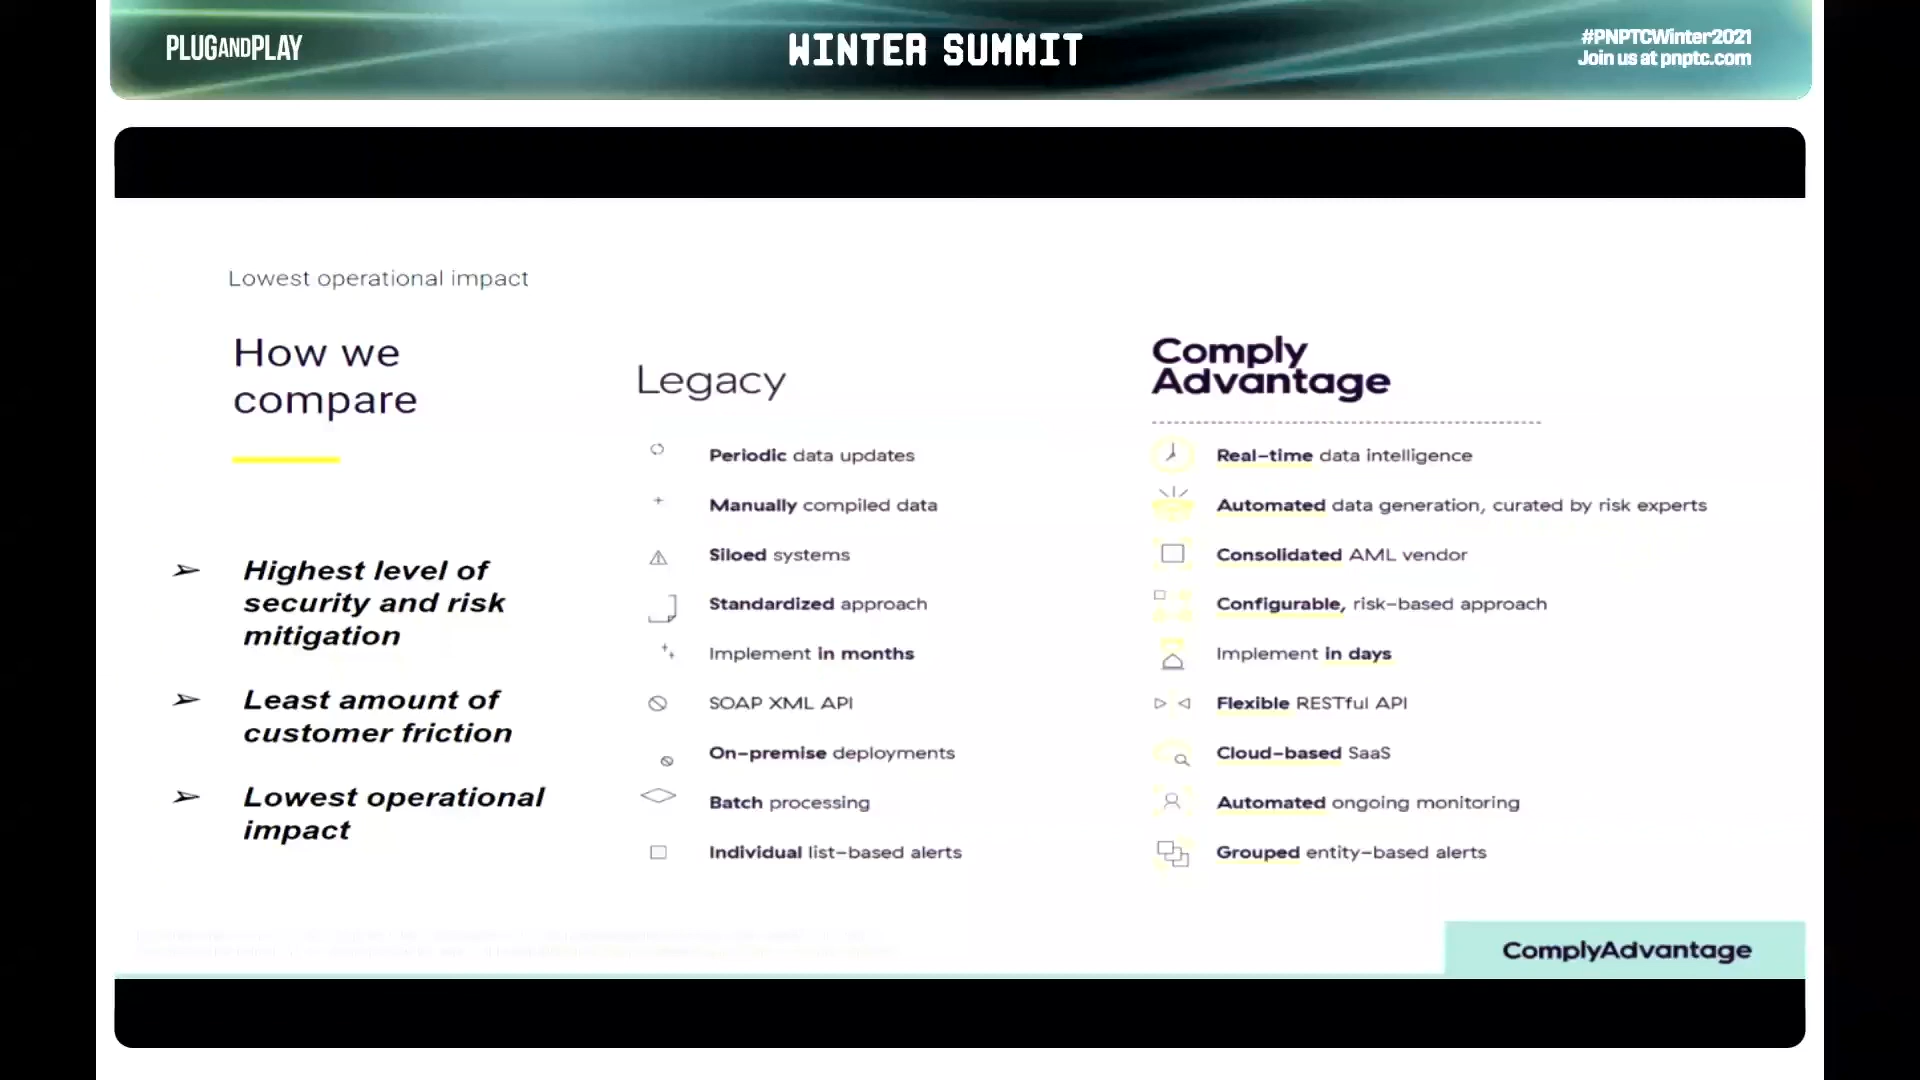 PLUGANDPLAY
WINTER SUMMIT
#PNPTCWinter2021
Join us at pnptc.com
Lowest operational impact
How we
compare
➢ Highest level of
security and risk
mitigation
➢ Least amount of
customer friction
➢ Lowest operational
impact
Legacy
Periodic data updates
Manually compiled data
Siloed systems
Standardized approach
Implement in months
SOAP XML API
On-premise deployments
Batch processing
Individual list-based alerts
Comply
Advantage
Real-time data intelligence
Automated data generation, curated by risk experts
Consolidated AML vendor
Configurable, risk-based approach
Implement in days
Flexible RESTful API
Cloud-based SaaS
Automated ongoing monitoring
Grouped entity-based alerts
ComplyAdvantage